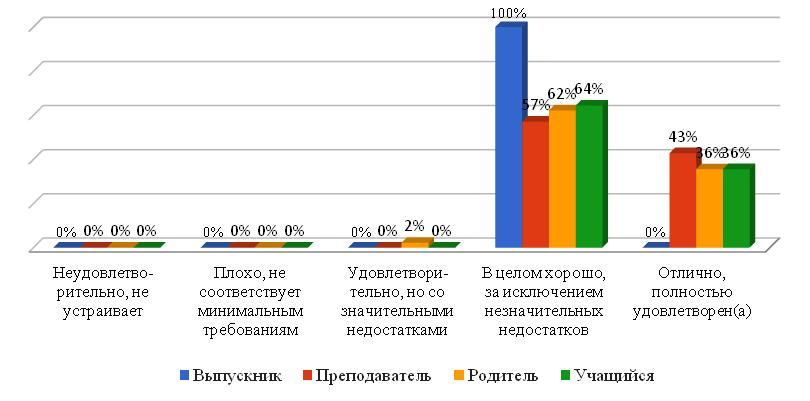 100%
57%
62%
64%
43%
36%
36%
0%
0% 0% 0% 0%
0% 0% 0% 0%
0% 0% 2% 0%
Неудовлетво-
рительно, не
устраивает
Плохо, не
соответствует
минимальным
требованиям
Удовлетвори-
тельно, но со
значительными
недостатками
В целом хорошо,
за исключением
незначительных
недостатков
Отлично,
полностью
удовлетворен(а)
Выпускник Преподаватель Родитель Учащийся